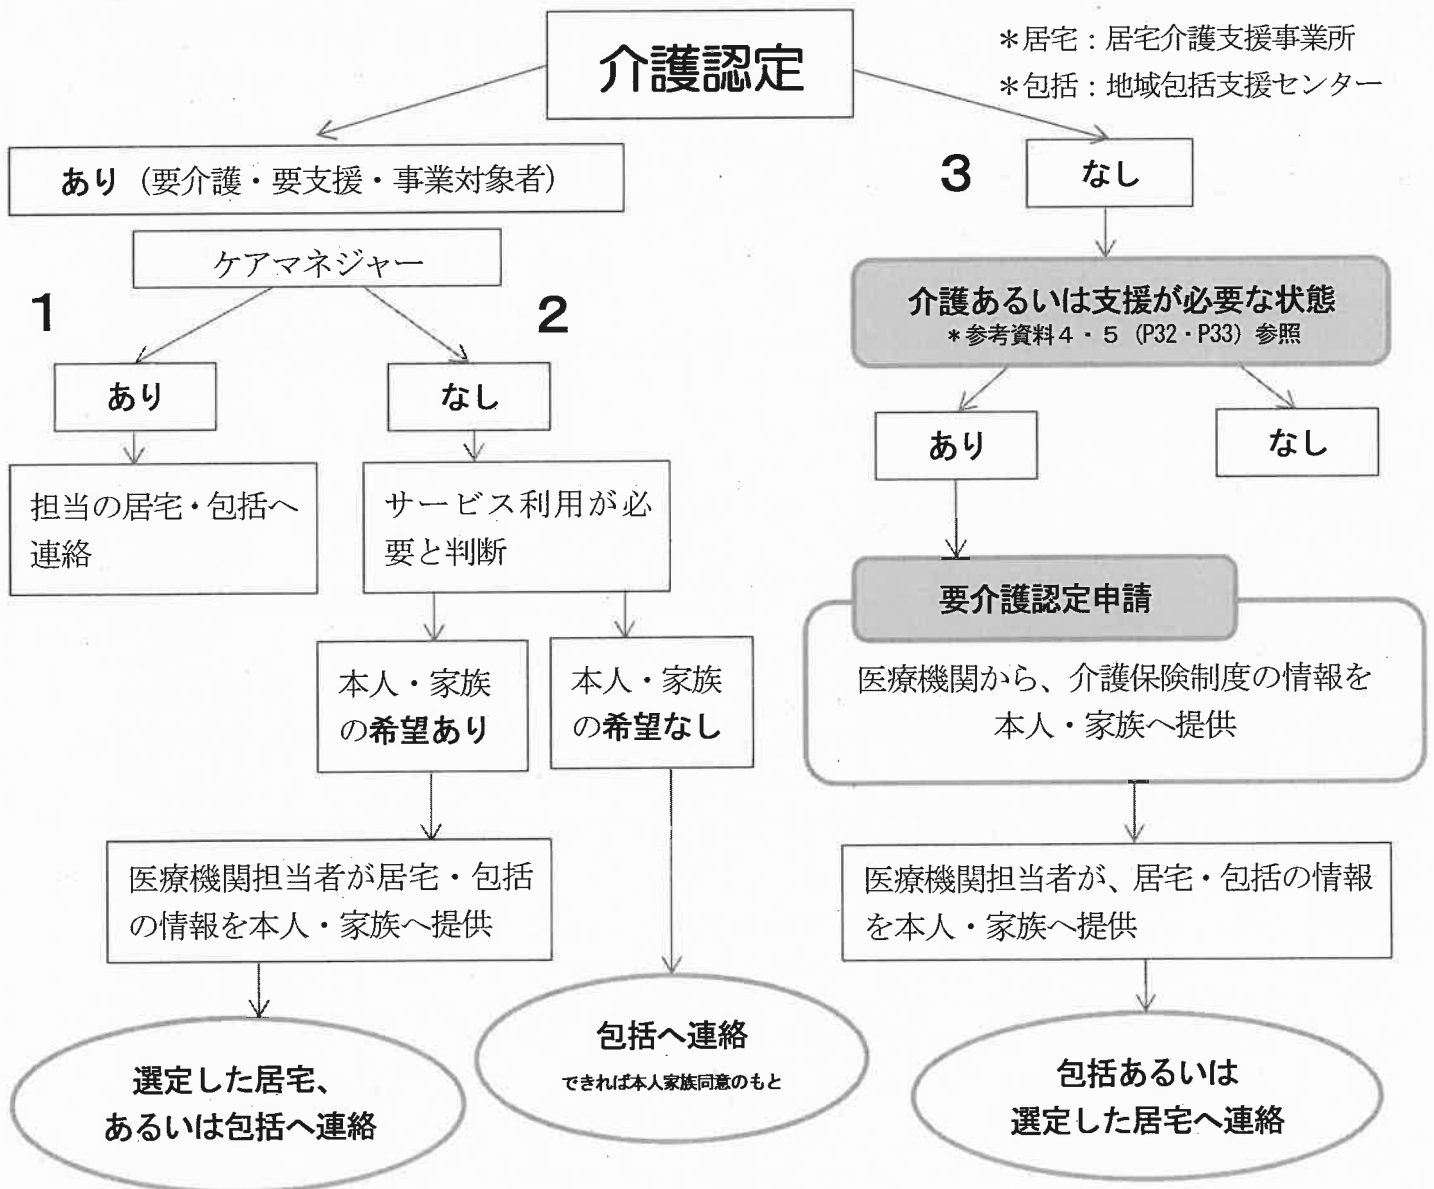 介護認定
＊居宅：居宅介護支援事業所
＊包括：地域包括支援センター
あり（要介護・要支援・事業対象者）
ケアマネジャー
1
あり
担当の居宅・包括へ
連絡
2
なし
サービス利用が必
要と判断
本人・家族
の希望あり
医療機関担当者が居宅・包括
の情報を本人・家族へ提供
選定した居宅、
あるいは包括へ連絡
本人・家族
の希望なし
包括へ連絡
できれば本人家族同意のもと
3
なし
介護あるいは支援が必要な状態
＊参考資料４・５（P32・P33）参照
あり
なし
要介護認定申請
医療機関から、介護保険制度の情報を
本人・家族へ提供
医療機関担当者が、居宅・包括の情報
を本人・家族へ提供
包括あるいは
選定した居宅へ連絡